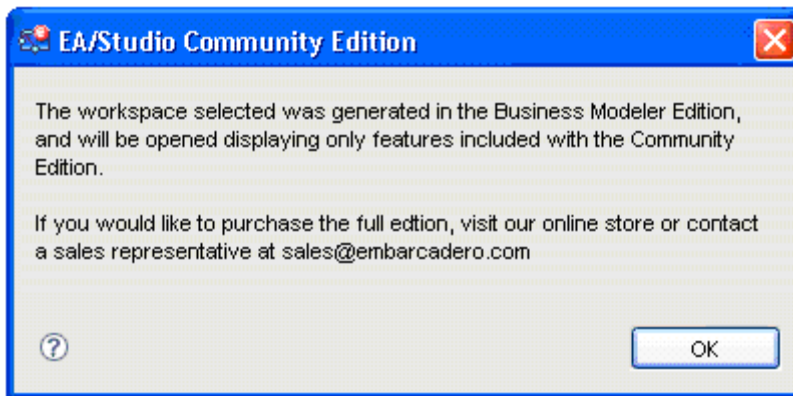 EA/Studio Community Edition
The workspace selected was generated in the Business Modeler Edition,
and will be opened displaying only features included with the Community
Edition.
If you would like to purchase the full edtion, visit our online store or contact
a sales representative at sales@embarcadero.com
?
OK